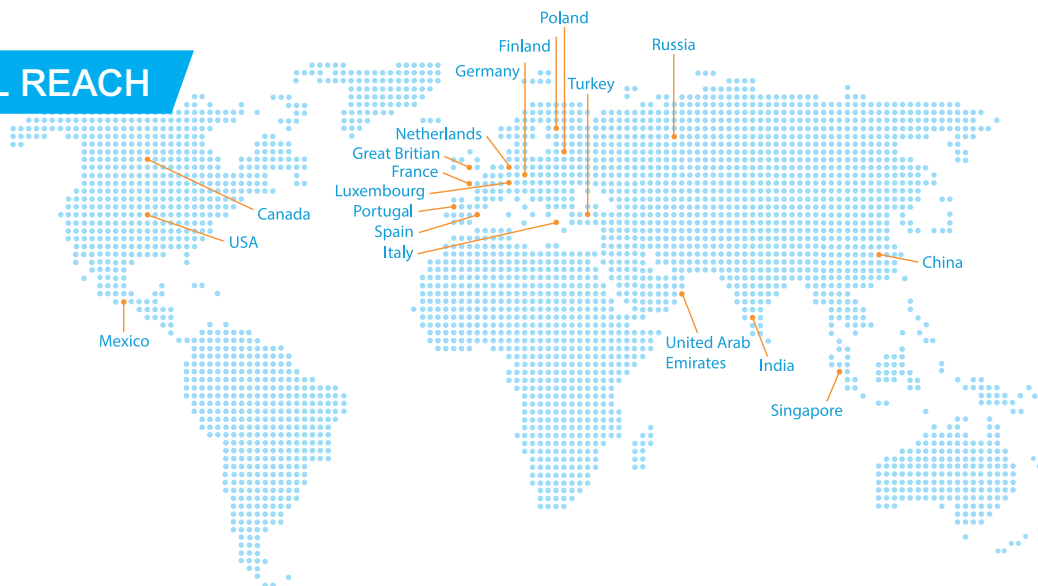 L REACH
Poland
Finland
Russia
Germany
Turkey
Netherlands
Great Britian
France
Luxembourg
Portugal
Spain
Italy
Canada
USA
China
Mexico
United Arab
Emirates
India
Singapore